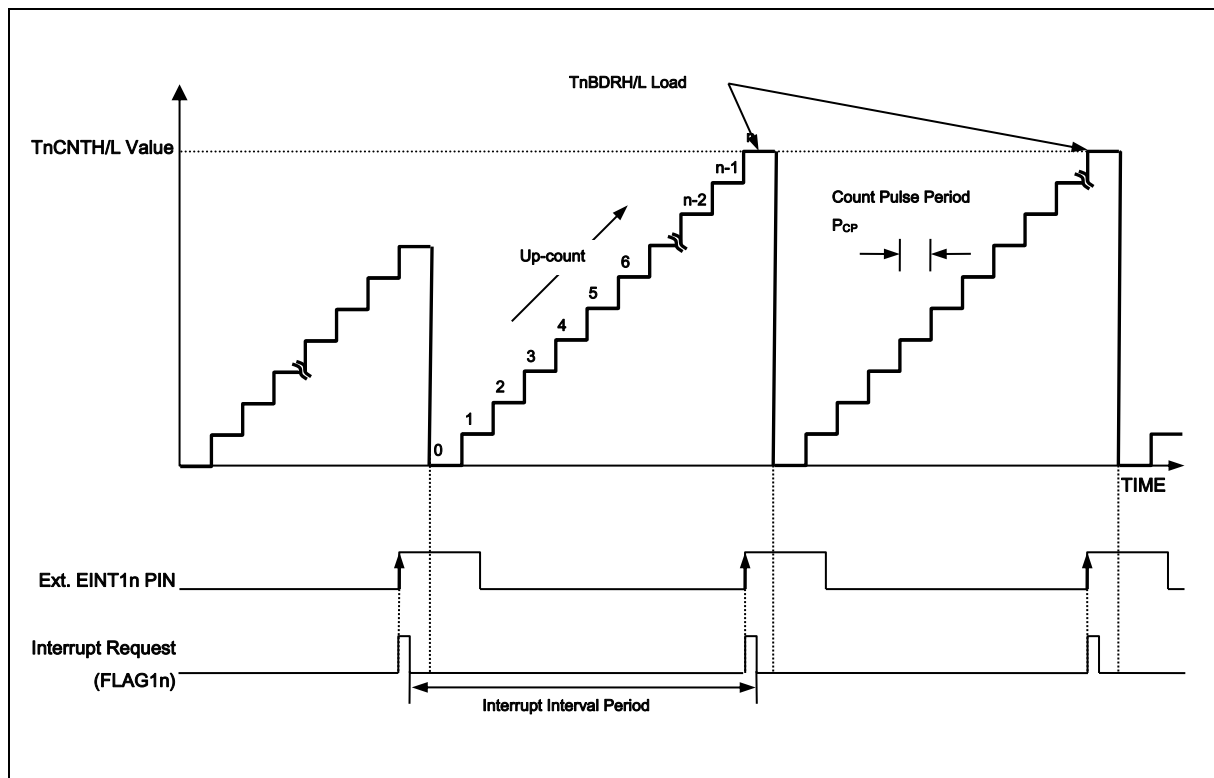 TnBDRH/L Load
TnCNTH/L Value
n-1
n-2
Count Pulse Period
PCP
Up-count
6
5
4
3
2
1
0
TIME
Ext. EINT1n PIN
Interrupt Request
(FLAG1n)
Interrupt Interval Period